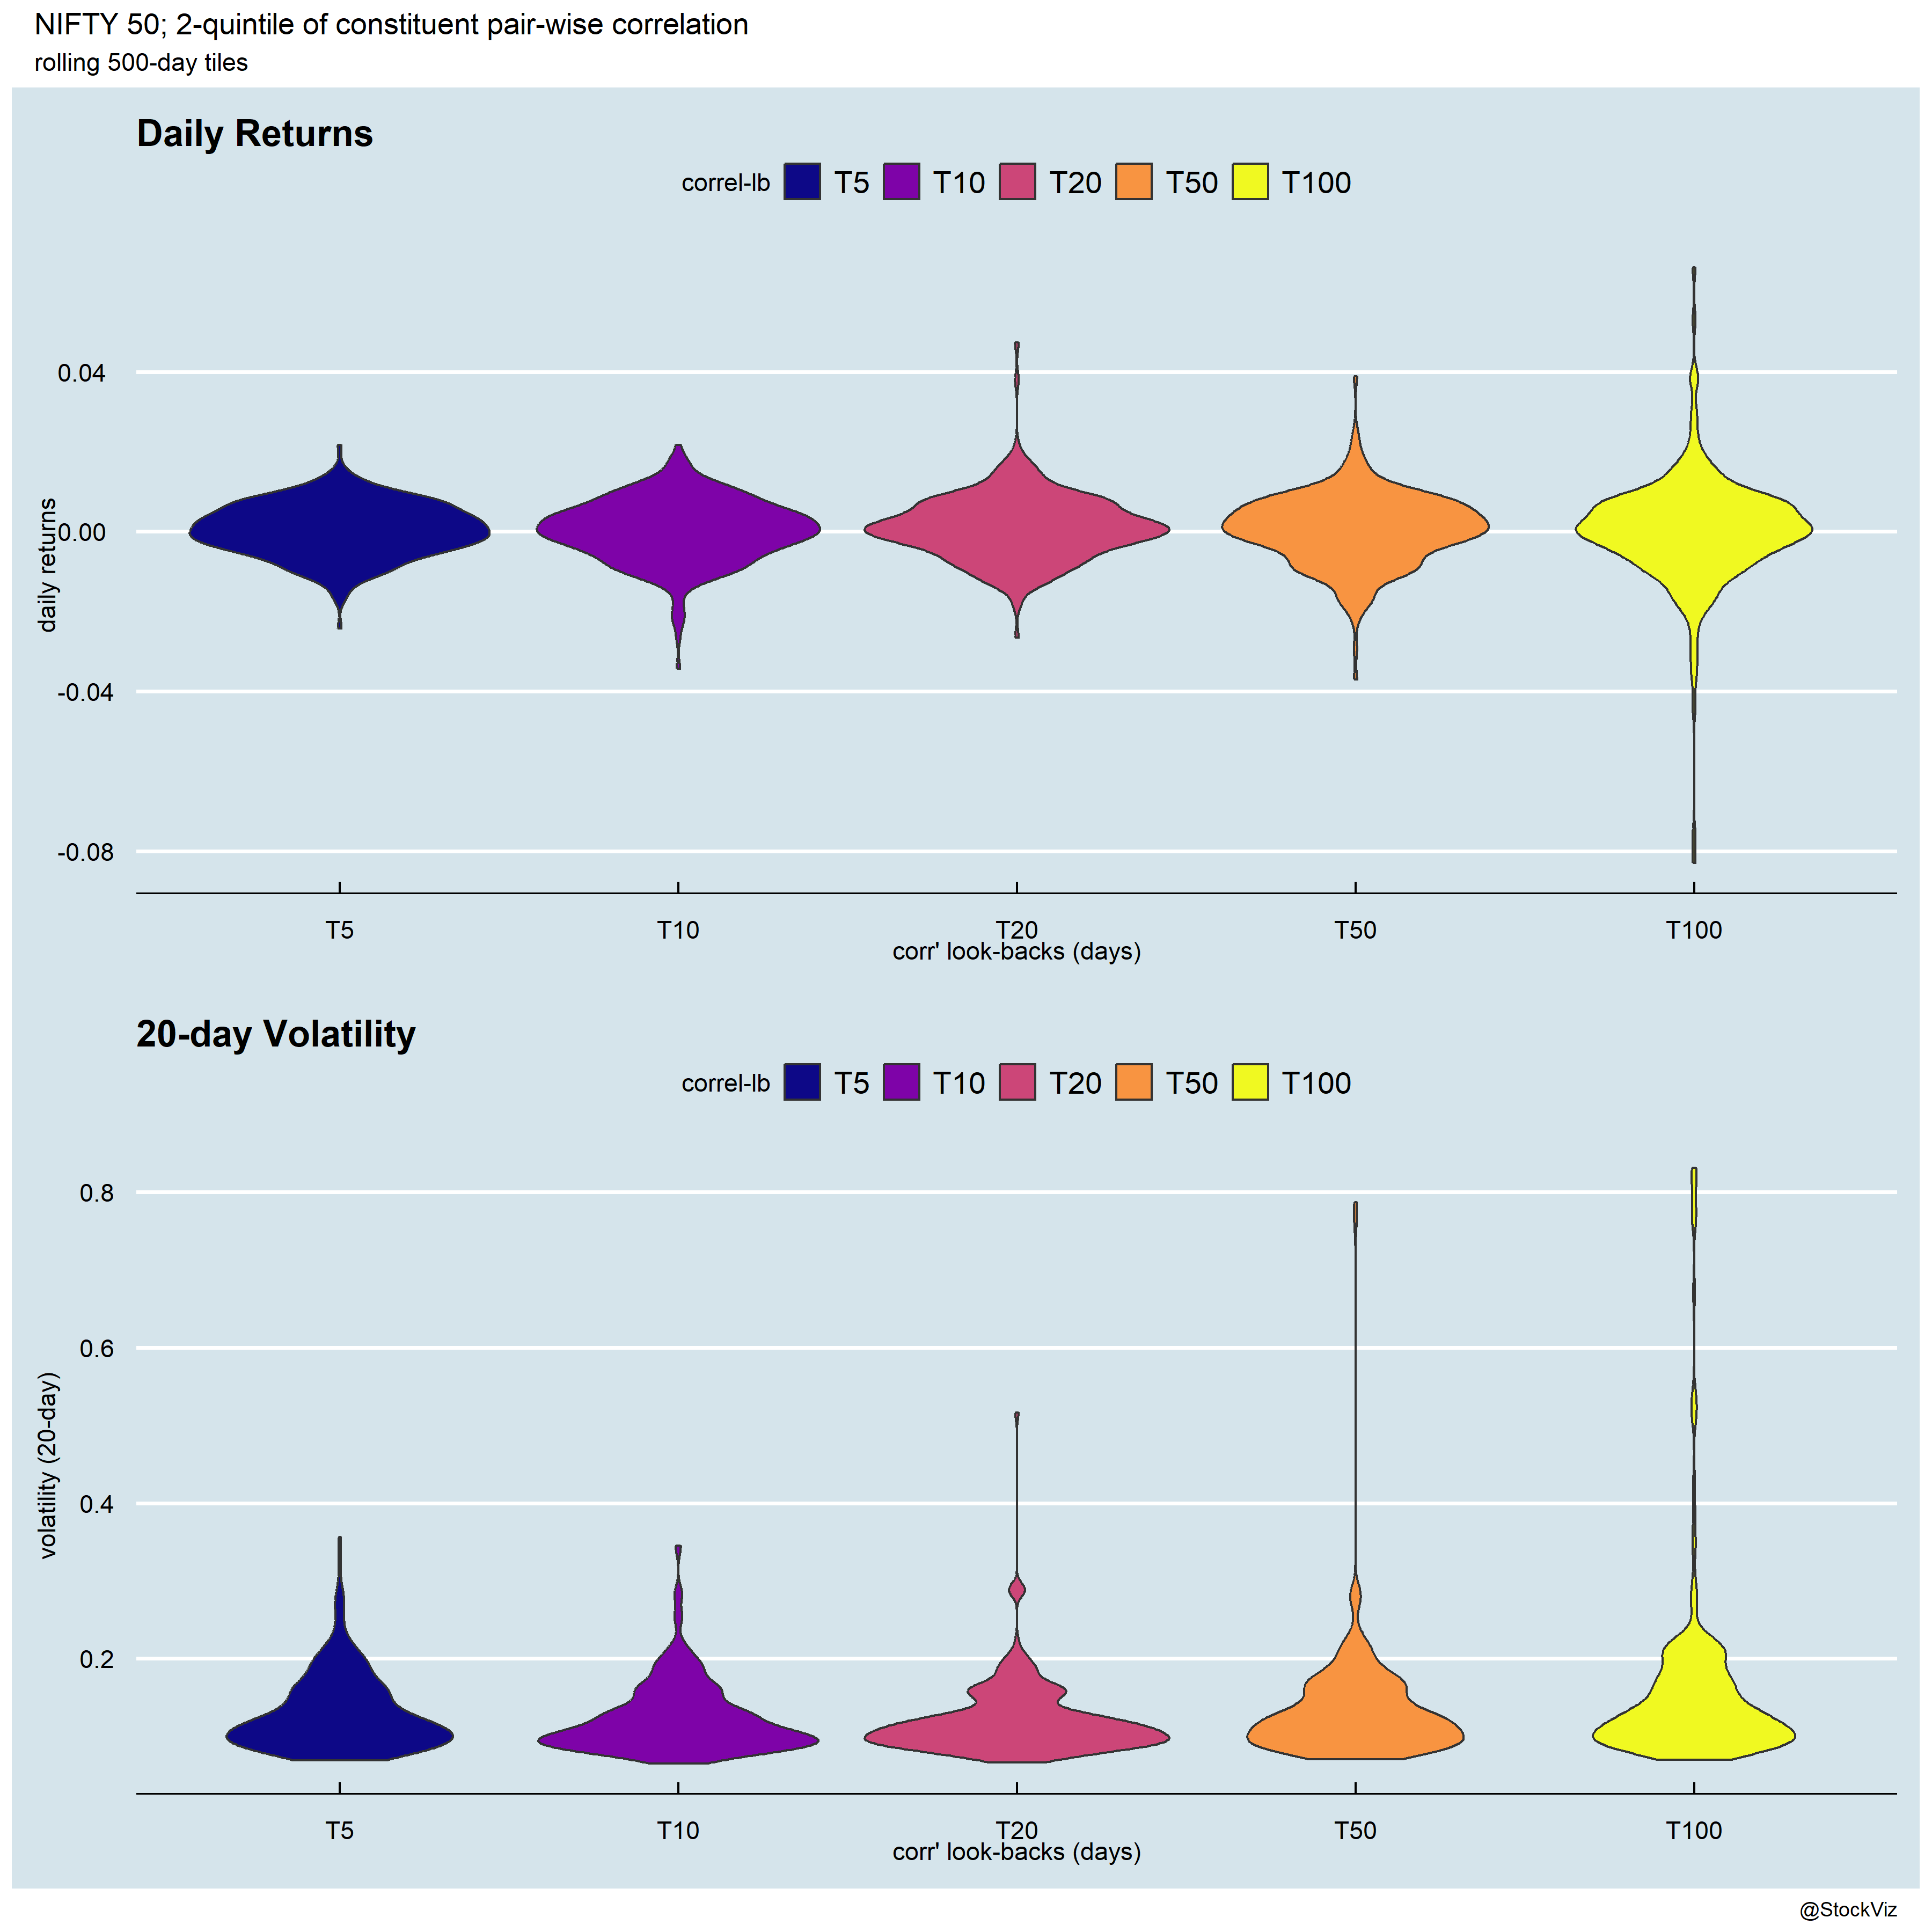 NIFTY 50; 2-quintile of constituent pair-wise correlation
rolling 500-day tiles
Daily Returns
correl-lb T5 T10 T20 T50 T100
daily returns
0.04
0.00
-0.04
-0.08
T5 T10 T20 T50 T100
corr' look-backs (days)
20-day Volatility
correl-lb T5 T10 T20 T50 T100
volatility (20-day)
0.8
0.6
0.4
0.2
T5 T10 T20 T50 T100
corr' look-backs (days)
@StockViz